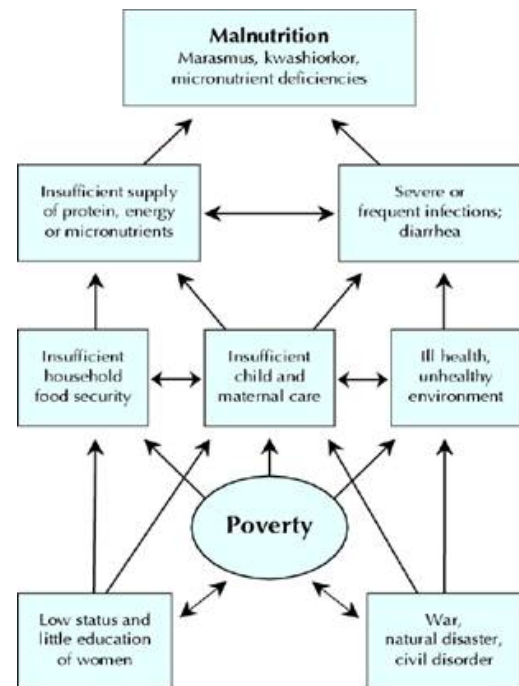 Malnutrition
Marasmus, kwashiorkor,
micronutrient deficiencies
Insufficient supply
of protein, energy
or micronutrients
Severe or
frequent infections;
diarrhea
Insufficient
household
food security
Insufficient
child and
maternal care
Ill health,
unhealthy
environment
Poverty
Low status and
little education
of women
War,
natural disaster,
civil disorder